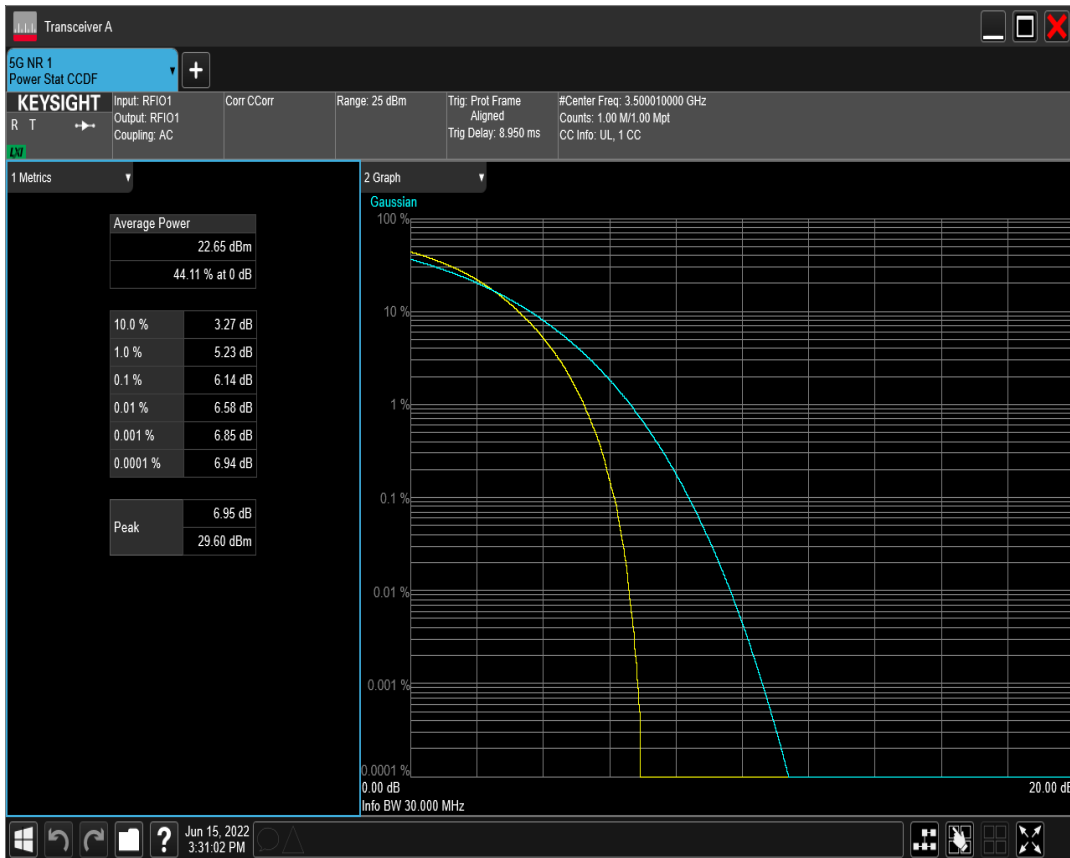 Transceiver A
5G NR 1
Power Stat CCDF
KEYSIGHT
R T
LXI
Input: RFIO1
Output: RFIO1
Coupling: AC
Corr CCorr
Range: 25 dBm
Trig: Prot Frame
Aligned
Trig Delay: 8.950 ms
#Center Freq: 3.500010000 GHz
Counts: 1.00 M/1.00 Mpt
CC Info: UL, 1 CC
1 Metrics
Average Power
22.65 dBm
44.11 % at 0 dB
10.0 % 3.27 dB
1.0 % 5.23 dB
0.1 % 6.14 dB
0.01 % 6.58 dB
0.001 % 6.85 dB
0.0001 % 6.94 dB
Peak
6.95 dB
29.60 dBm
2 Graph
Gaussian
100 %
10 %
1 %
0.1 %
0.01 %
0.001 %
0.0001 %
0.00 dB 20.00 dB
Info BW 30.000 MHz
Jun 15, 2022
3:31:02 PM